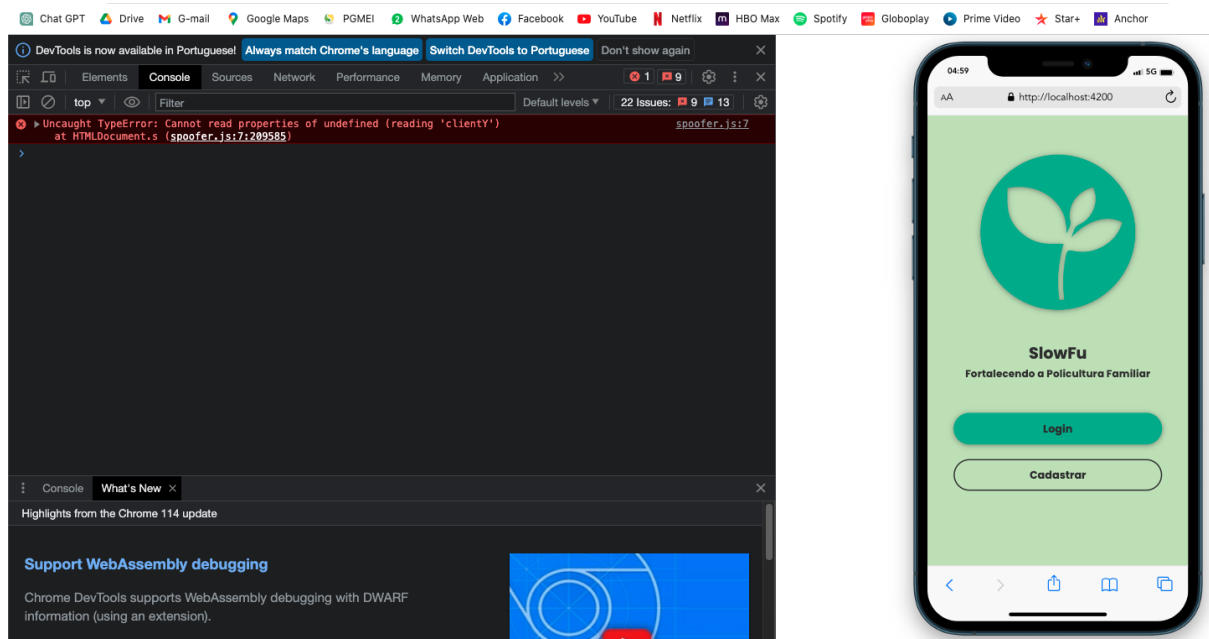 Chat GPT Drive G-mail Google Maps PGMEI WhatsApp Web Facebook YouTube Netflix HBO Max Spotify Globoplay Prime Video Star+ Anchor
DevTools is now available in Portuguese! Always match Chrome's language Switch DevTools to Portuguese Don't show again
Elements Console Sources Network Performance Memory Application 1 9
top Filter Default levels 22 Issues: 9 13
Uncaught TypeError: Cannot read properties of undefined (reading 'clientY') spoofer.js:7
at HTMLDocument.s (spoofer.js:7:209585)
Console What's New
Highlights from the Chrome 114 update
Support WebAssembly debugging
Chrome DevTools supports WebAssembly debugging with DWARF
information (using an extension).
04:59 5G
AA http://localhost:4200
SlowFu
Fortalecendo a Policultura Familiar
Login
Cadastrar